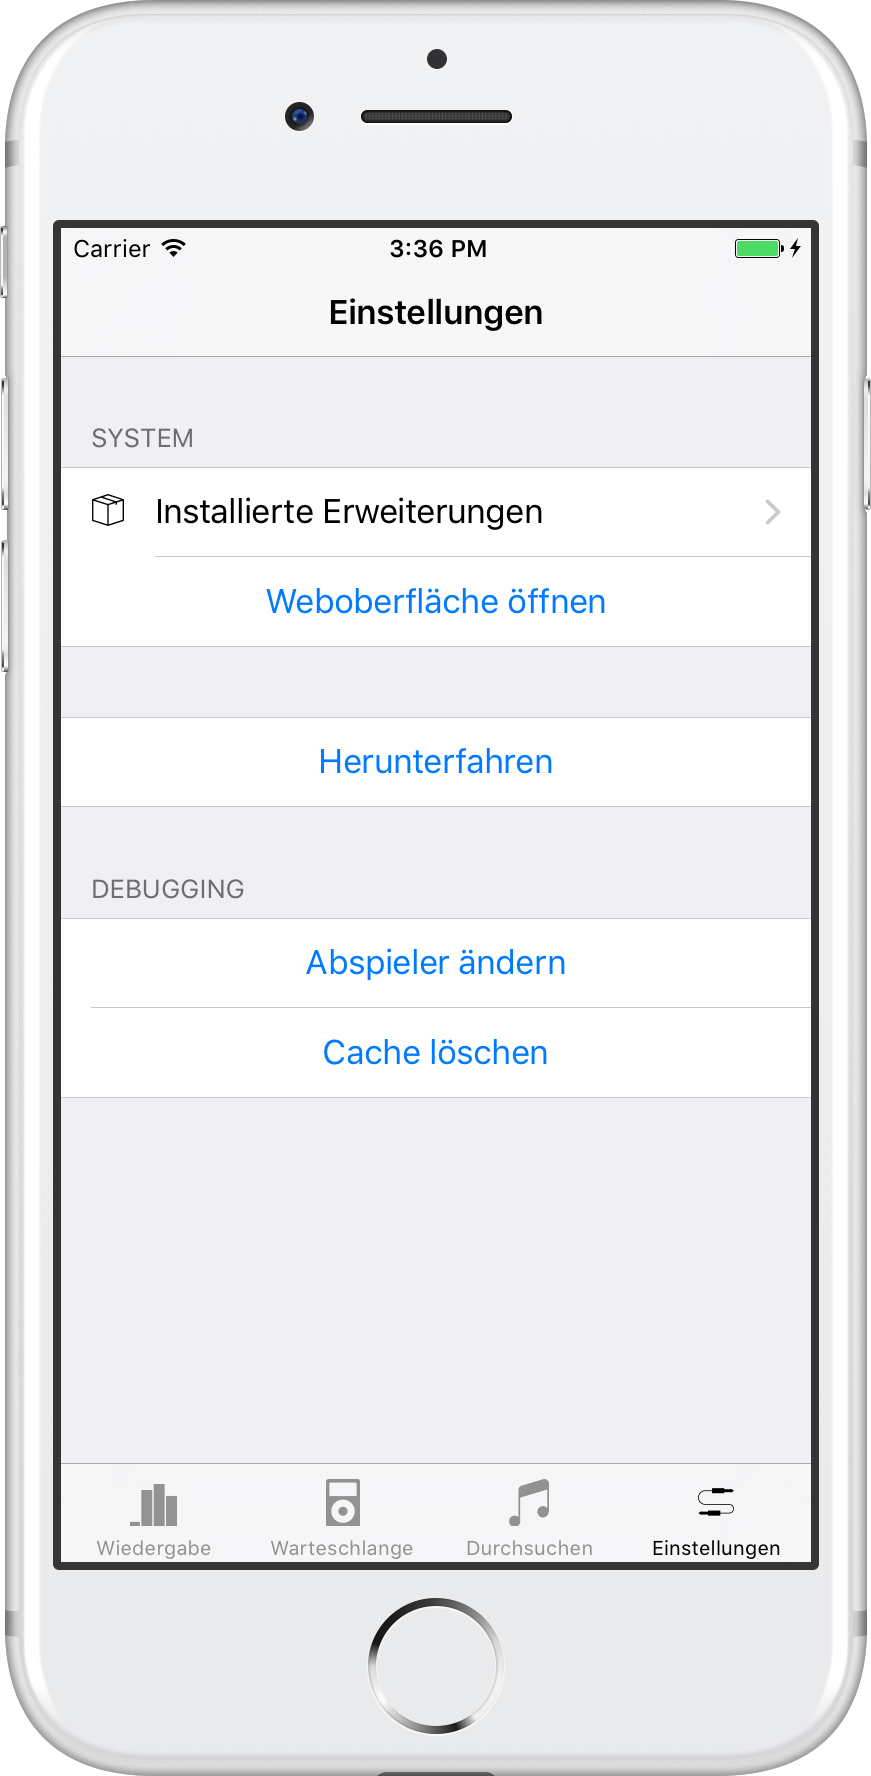 Carrier
3:36 PM
Einstellungen
SYSTEM
Installierte Erweiterungen
Weboberfläche öffnen
Herunterfahren
DEBUGGING
Abspieler ändern
Cache löschen
Wiedergabe
Warteschlange
Durchsuchen
Einstellungen